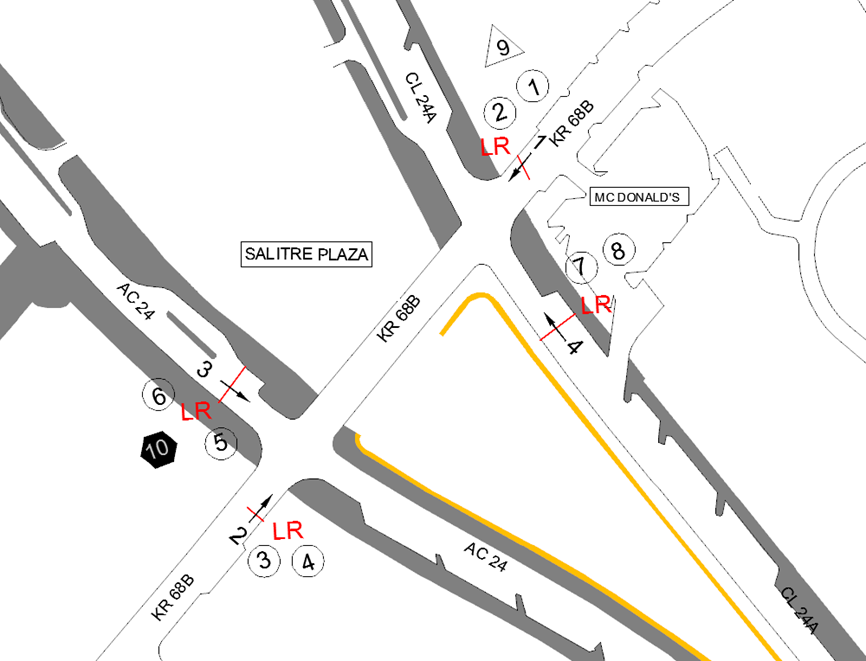 9
CL 24A
1
2
KR 68B
LR
1
MC DONALD'S
SALITRE PLAZA
8
7
AC 24
LR
KR 68B
4
3
6
LR
5
10
2
LR
3
4
AC 24
KR 68B
CL 24A